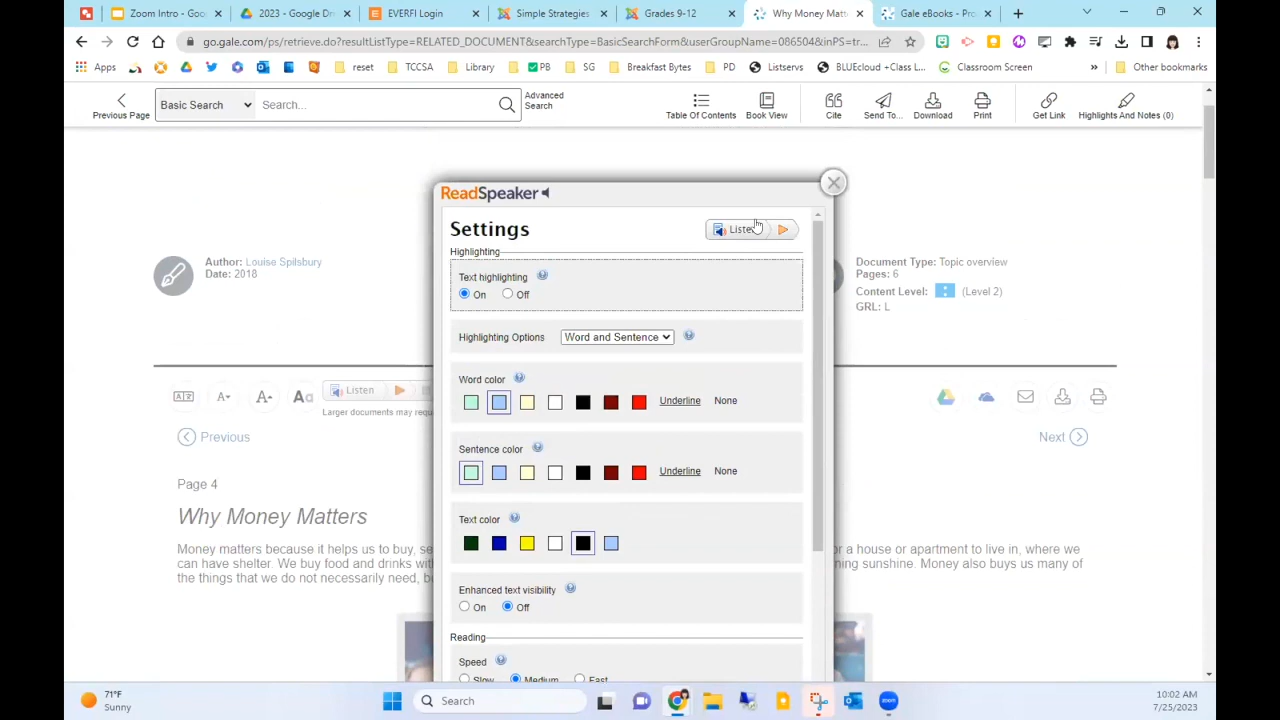 Zoom Intro - Goo
2023 - Google Dri
EVERFI Login
Simple Strategies
Grades 9-12
Why Money Matt
Gale eBooks - Pro
go.gale.com/ps/retrieve.do?resultListType=RELATED_DOCUMENT&searchType=BasicSearchForm&userGroupName=086504&inPS=tr...
Apps
reset
TCCSA
Library
PB
SG
Breakfast Bytes
PD
Listservs
BLUEcloud +Class L...
Classroom Screen
»
Other bookmarks
Previous Page
Basic Search
Search...
Advanced
Search
Table Of Contents
Book View
Cite
Send To...
Download
Print
Get Link
Highlights And Notes (0)
ReadSpeaker
Settings
Listen
Highlighting
Text highlighting
On
Off
Highlighting Options
Word and Sentence
Word color
Underline
None
Sentence color
Underline
None
Text color
Enhanced text visibility
On
Off
Reading
Speed
Slow
Medium
Fast
Author: Louise Spilsbury
Date: 2018
Document Type: Topic overview
Pages: 6
Content Level: (Level 2)
GRL: L
A-
A+
Aa
Listen
Larger documents may requ
Previous
Next
Page 4
Why Money Matters
Money matters because it helps us to buy, se
or a house or apartment to live in, where we
can have shelter. We buy food and drinks with
ning sunshine. Money also buys us many of
the things that we do not necessarily need, b
71°F
Sunny
Search
zoom
10:02 AM
7/25/2023